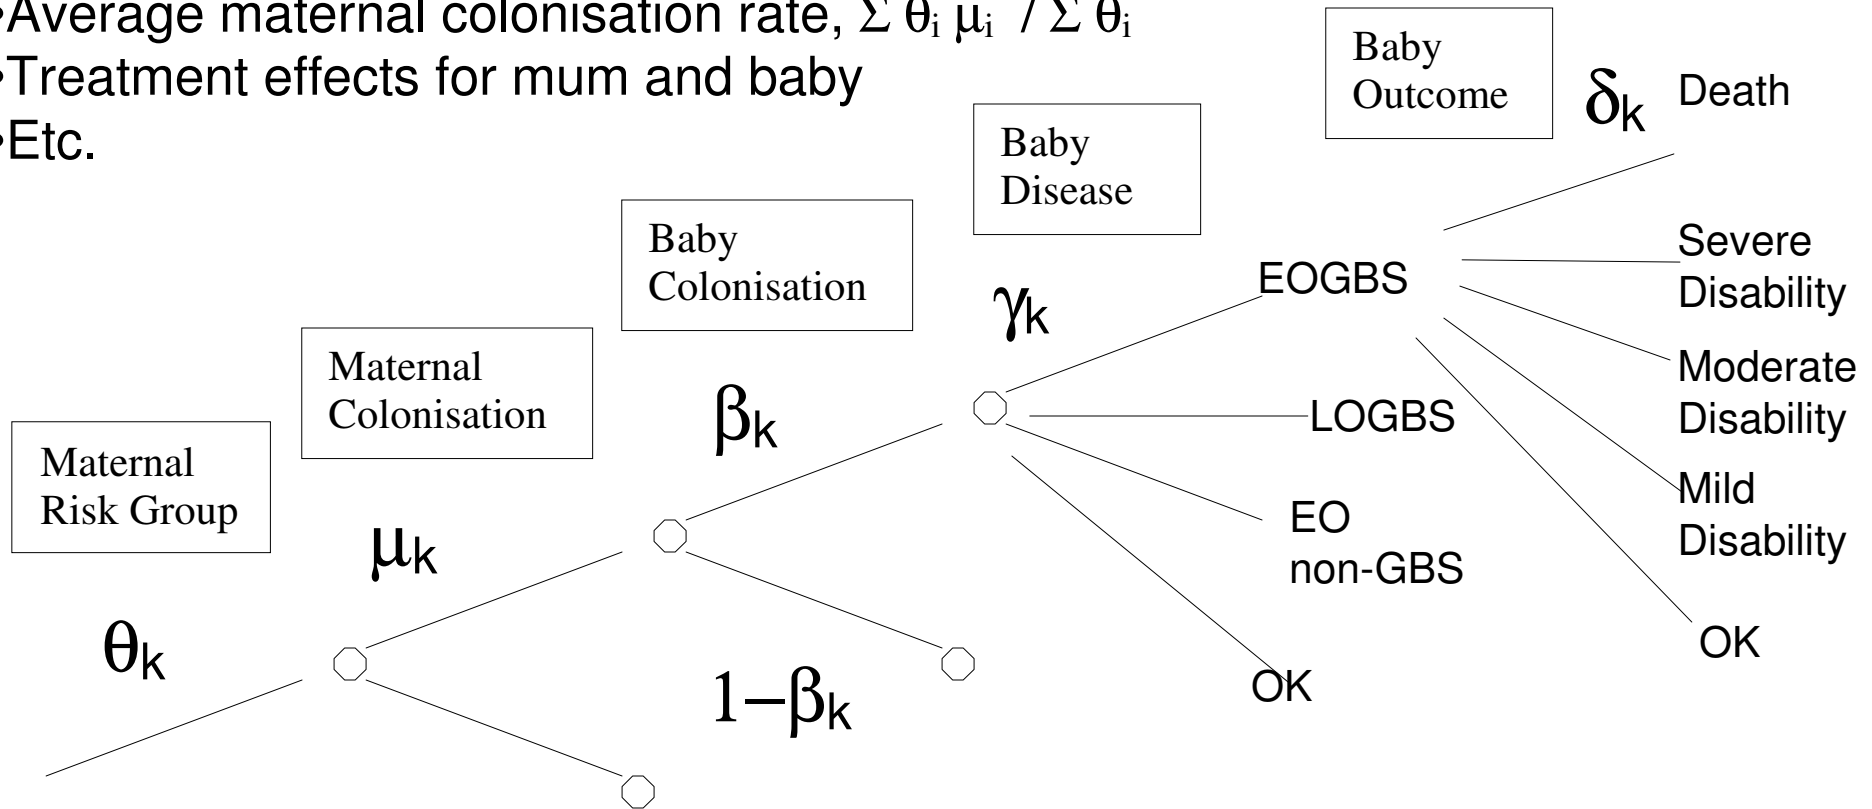 •Average maternal colonisation rate, Σ θi μi / Σ θi
•Treatment effects for mum and baby
•Etc.
Baby
Outcome
δk
Death
Baby
Disease
Baby
Colonisation
γk
EOGBS
Severe
Disability
Maternal
Colonisation
βk
LOGBS
Moderate
Disability
Maternal
Risk Group
μk
EO
non-GBS
Mild
Disability
θk
1–βk
OK
OK